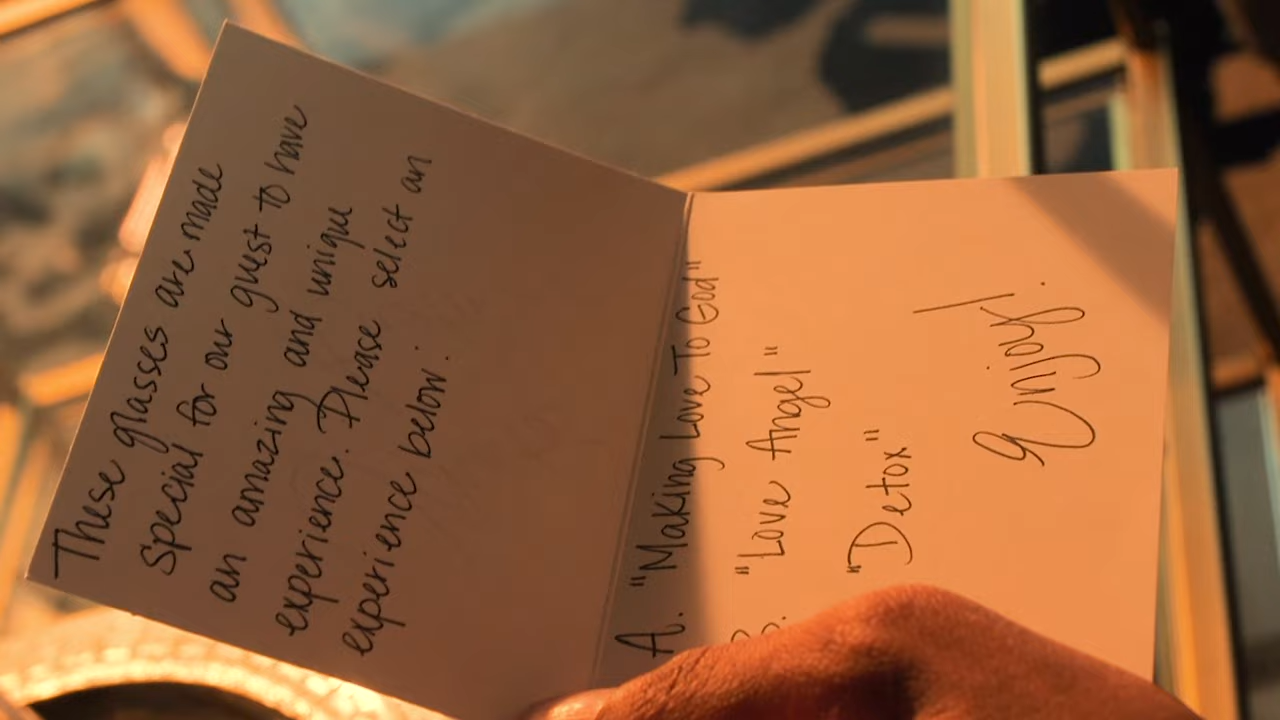 These glasses are made
special for our guest to have
an amazing and unique
experience. Please select an
experience below.
A. "Making Love To God"
B. "Love Angel"
"Detox"
Enjoy!